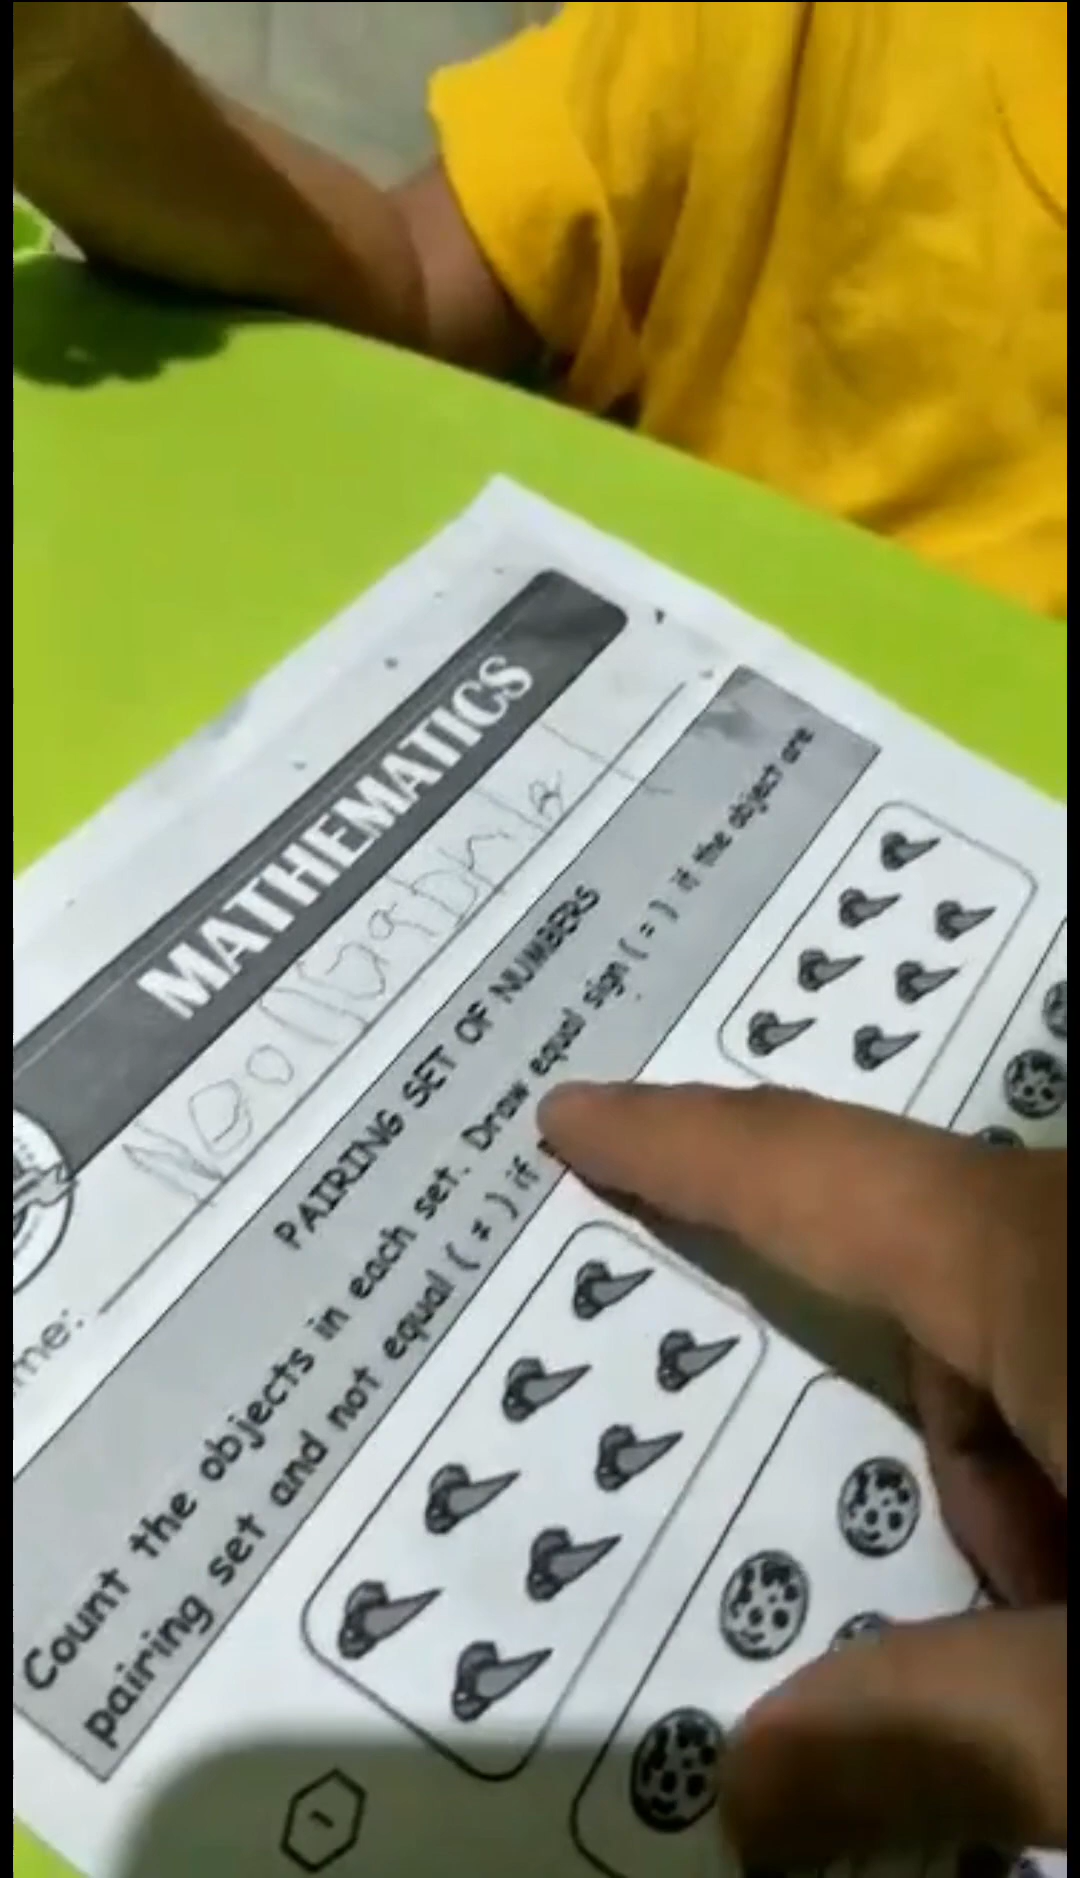 MATHEMATICS
me:
PAIRING SET OF NUMBERS
Count the objects in each set. Draw equal sign ( = ) if the object are
pairing set and not equal ( ≠ ) if
1